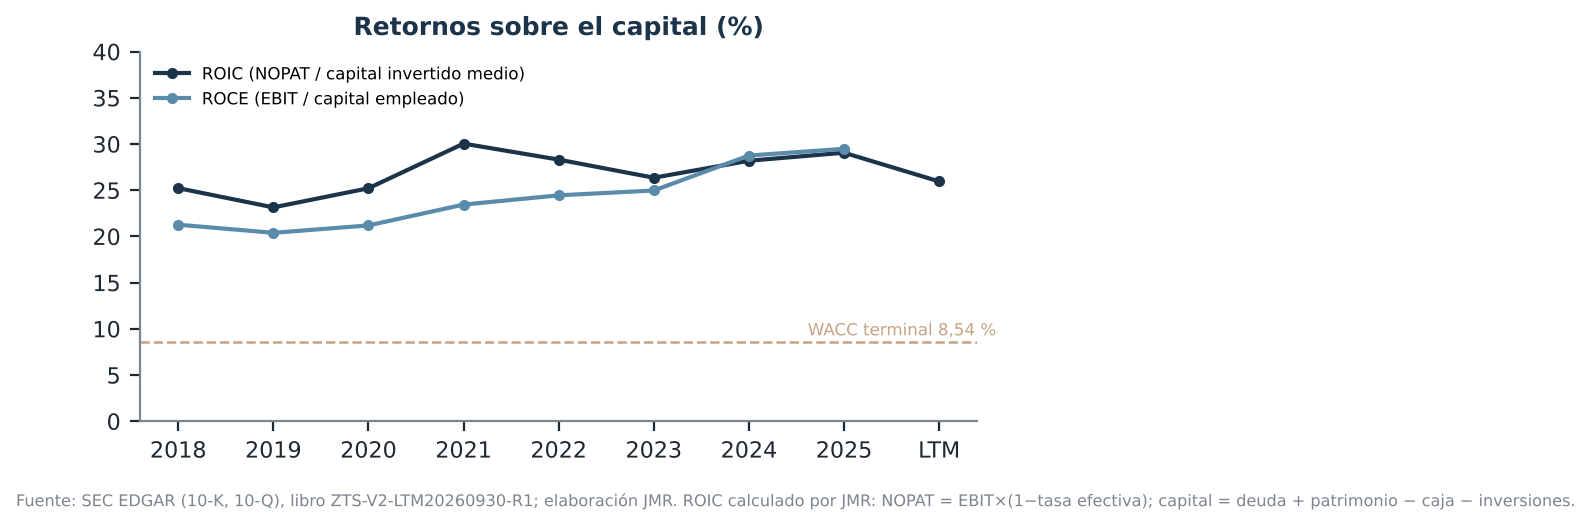 Retornos sobre el capital (%)
40
35
30
25
20
15
10
5
0
ROIC (NOPAT / capital invertido medio)
ROCE (EBIT / capital empleado)
WACC terminal 8,54 %
2018 2019 2020 2021 2022 2023 2024 2025 LTM
Fuente: SEC EDGAR (10-K, 10-Q), libro ZTS-V2-LTM20260930-R1; elaboración JMR. ROIC calculado por JMR: NOPAT = EBIT×(1−tasa efectiva); capital = deuda + patrimonio − caja − inversiones.